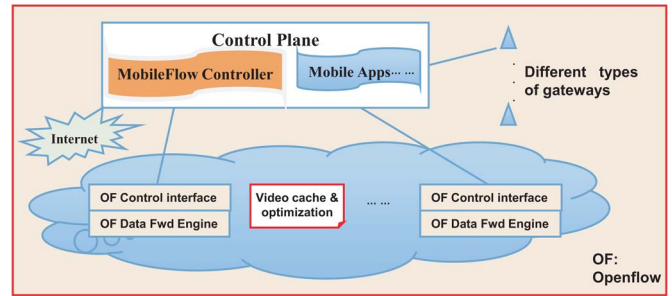 Control Plane
MobileFlow Controller
Mobile Apps... ...
Different types
of gateways
Internet
OF Control interface
OF Data Fwd Engine
Video cache &
optimization
... ...
OF Control interface
OF Data Fwd Engine
OF:
Openflow